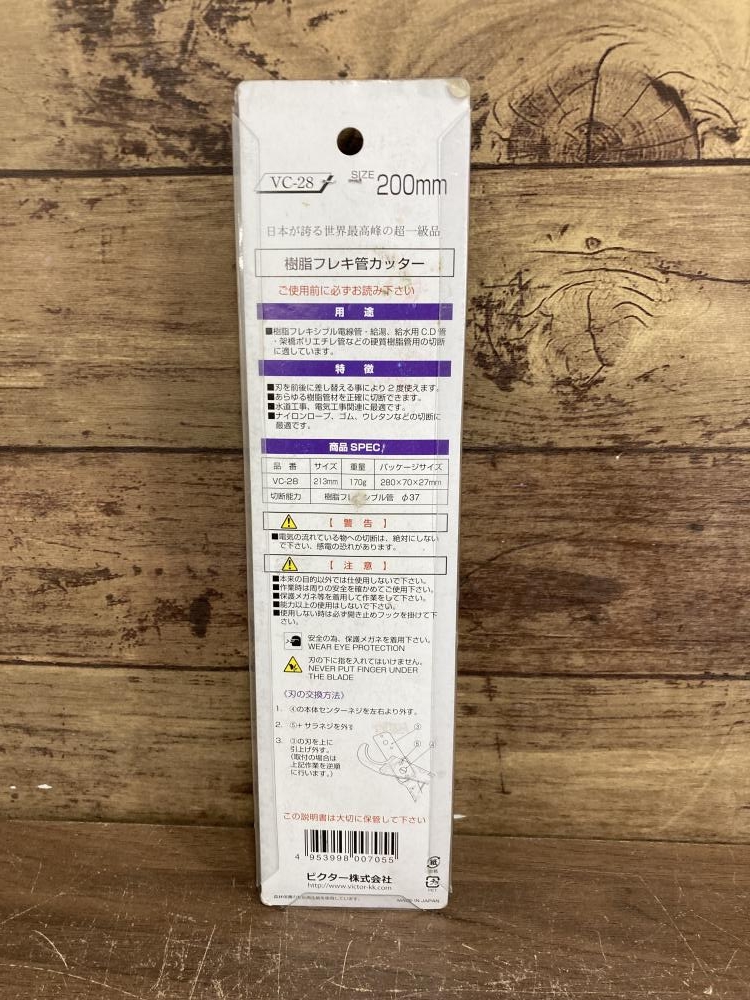 VC-28
SIZE
200mm
日本が誇る世界最高峰の超一級品
樹脂フレキ管カッター
ご使用前に必ずお読み下さい
用途
■樹脂フレキシブル電線管・給湯、給水用C.D管
・架橋ポリエチレ管などの硬質樹脂管用の切断
に適しています。
特徴
■刃を前後に差し替える事により2度使えます。
■あらゆる樹脂管材を正確に切断できます。
■水道工事、電気工事関連に最適です。
■ナイロンロープ、ゴム、ウレタンなどの切断に
最適です。
商品SPEC!
品番 サイズ 重量 パッケージサイズ
VC-28 213mm 170g 280×70×27mm
切断能力 樹脂フレキシブル管 φ37
【警告】
■電気の流れている物への切断は、絶対にしない
で下さい、感電の恐れがあります。
【注意】
■本来の目的以外では仕使用しないで下さい。
■作業時は周りの安全を確かめてご使用下さい。
■保護メガネ等を着用して作業をして下さい。
■能力以上の使用はしないで下さい。
■使用しない時は必ず開き止めフックを掛けて下
さい。
安全の為、保護メガネを着用下さい。
WEAR EYE PROTECTION
刃の下に指を入れてはいけません。
NEVER PUT FINGER UNDER
THE BLADE
〈刃の交換方法〉
1. ④の本体センターネジを左右より外す。
2. ⑤+サラネジを外す
3. ③の刃を上に
引上げ外す。
(取付の場合は
上記作業を逆順
に行います。)
③
⑤ ④
この説明書は大切に保管して下さい
4 953998 007055
ビクター株式会社
http://www.victor-kk.com
紙
PET
MADE IN JAPAN